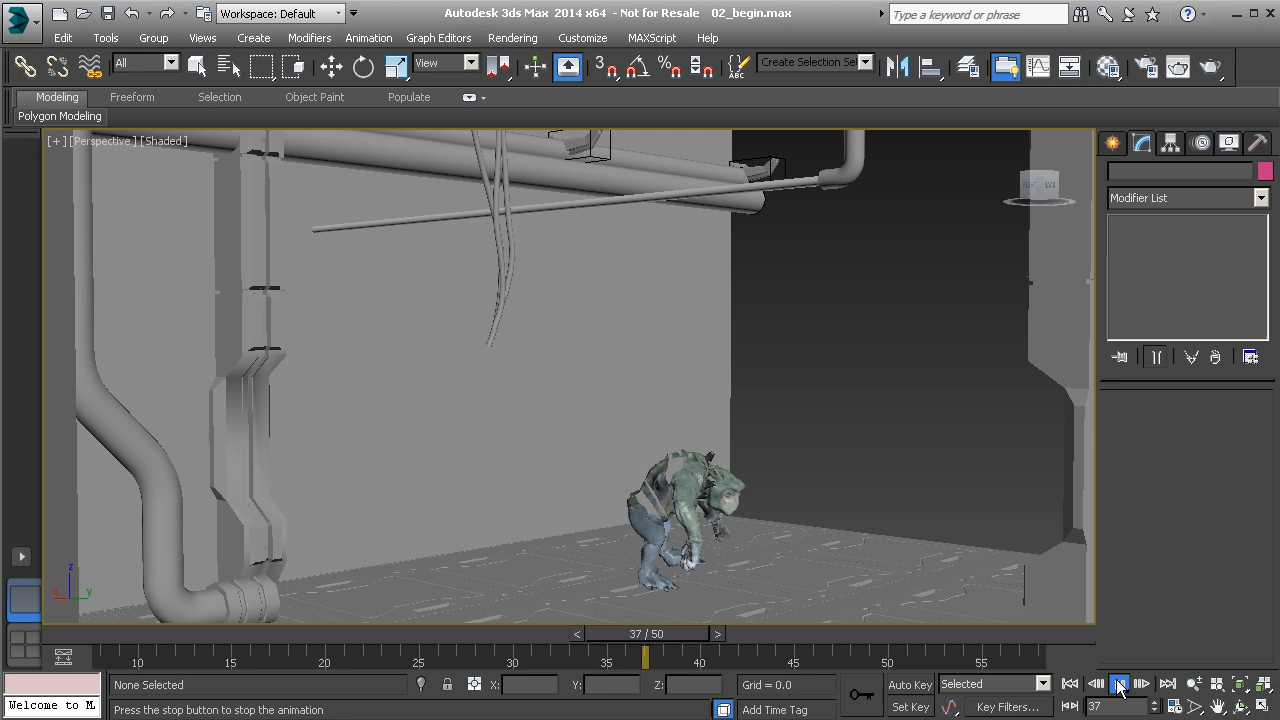 Workspace: Default
Autodesk 3ds Max  2014 x64  - Not for Resale   02_begin.max
Type a keyword or phrase
Edit Tools Group Views Create Modifiers Animation Graph Editors Rendering Customize MAXScript Help
All View 3 Create Selection Se
Modeling Freeform Selection Object Paint Populate
Polygon Modeling
[+] [Perspective] [Shaded]
Modifier List
z
x y
< 37 / 50 >
10 15 20 25 30 35 40 45 50 55
None Selected X: Y: Z: Grid = 0.0 Auto Key Selected
Welcome to M. Press the stop button to stop the animation Add Time Tag Set Key Key Filters... 37